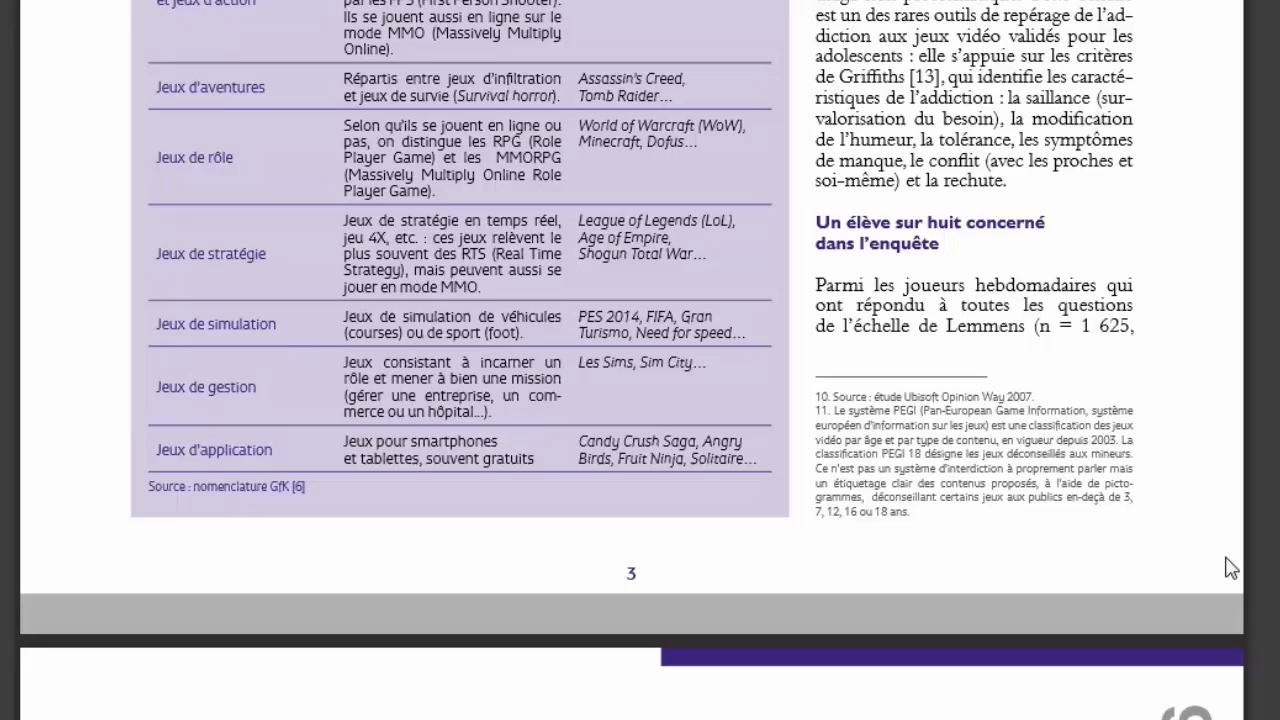 et jeux d'action
par les FPS (First Person Shooter).
Ils se jouent aussi en ligne sur le
mode MMO (Massively Multiply
Online).
Jeux d'aventures
Répartis entre jeux d'infiltration
et jeux de survie (Survival horror).
Assassin's Creed,
Tomb Raider…
Jeux de rôle
Selon qu'ils se jouent en ligne ou
pas, on distingue les RPG (Role
Player Game) et les MMORPG
(Massively Multiply Online Role
Player Game).
World of Warcraft (WoW),
Minecraft, Dofus…
Jeux de stratégie
Jeux de stratégie en temps réel,
jeu 4X, etc. : ces jeux relèvent le
plus souvent des RTS (Real Time
Strategy), mais peuvent aussi se
jouer en mode MMO.
League of Legends (LoL),
Age of Empire,
Shogun Total War…
Jeux de simulation
Jeux de simulation de véhicules
(courses) ou de sport (foot).
PES 2014, FIFA, Gran
Turismo, Need for speed…
Jeux de gestion
Jeux consistant à incarner un
rôle et mener à bien une mission
(gérer une entreprise, un com-
merce ou un hôpital...).
Les Sims, Sim City…
Jeux d'application
Jeux pour smartphones
et tablettes, souvent gratuits
Candy Crush Saga, Angry
Birds, Fruit Ninja, Solitaire…
Source : nomenclature GfK [6]
est un des rares outils de repérage de l'ad-
diction aux jeux vidéo validés pour les
adolescents : elle s'appuie sur les critères
de Griffiths [13], qui identifie les caracté-
ristiques de l'addiction : la saillance (sur-
valorisation du besoin), la modification
de l'humeur, la tolérance, les symptômes
de manque, le conflit (avec les proches et
soi-même) et la rechute.
Un élève sur huit concerné
dans l'enquête
Parmi les joueurs hebdomadaires qui
ont répondu à toutes les questions
de l'échelle de Lemmens (n = 1 625,
10. Source : étude Ubisoft Opinion Way 2007.
11. Le système PEGI (Pan-European Game Information, système
européen d'information sur les jeux) est une classification des jeux
vidéo par âge et par type de contenu, en vigueur depuis 2003. La
classification PEGI 18 désigne les jeux déconseillés aux mineurs.
Ce n'est pas un système d'interdiction à proprement parler mais
un étiquetage clair des contenus proposés, à l'aide de picto-
grammes, déconseillant certains jeux aux publics en-deçà de 3,
7, 12, 16 ou 18 ans.
3